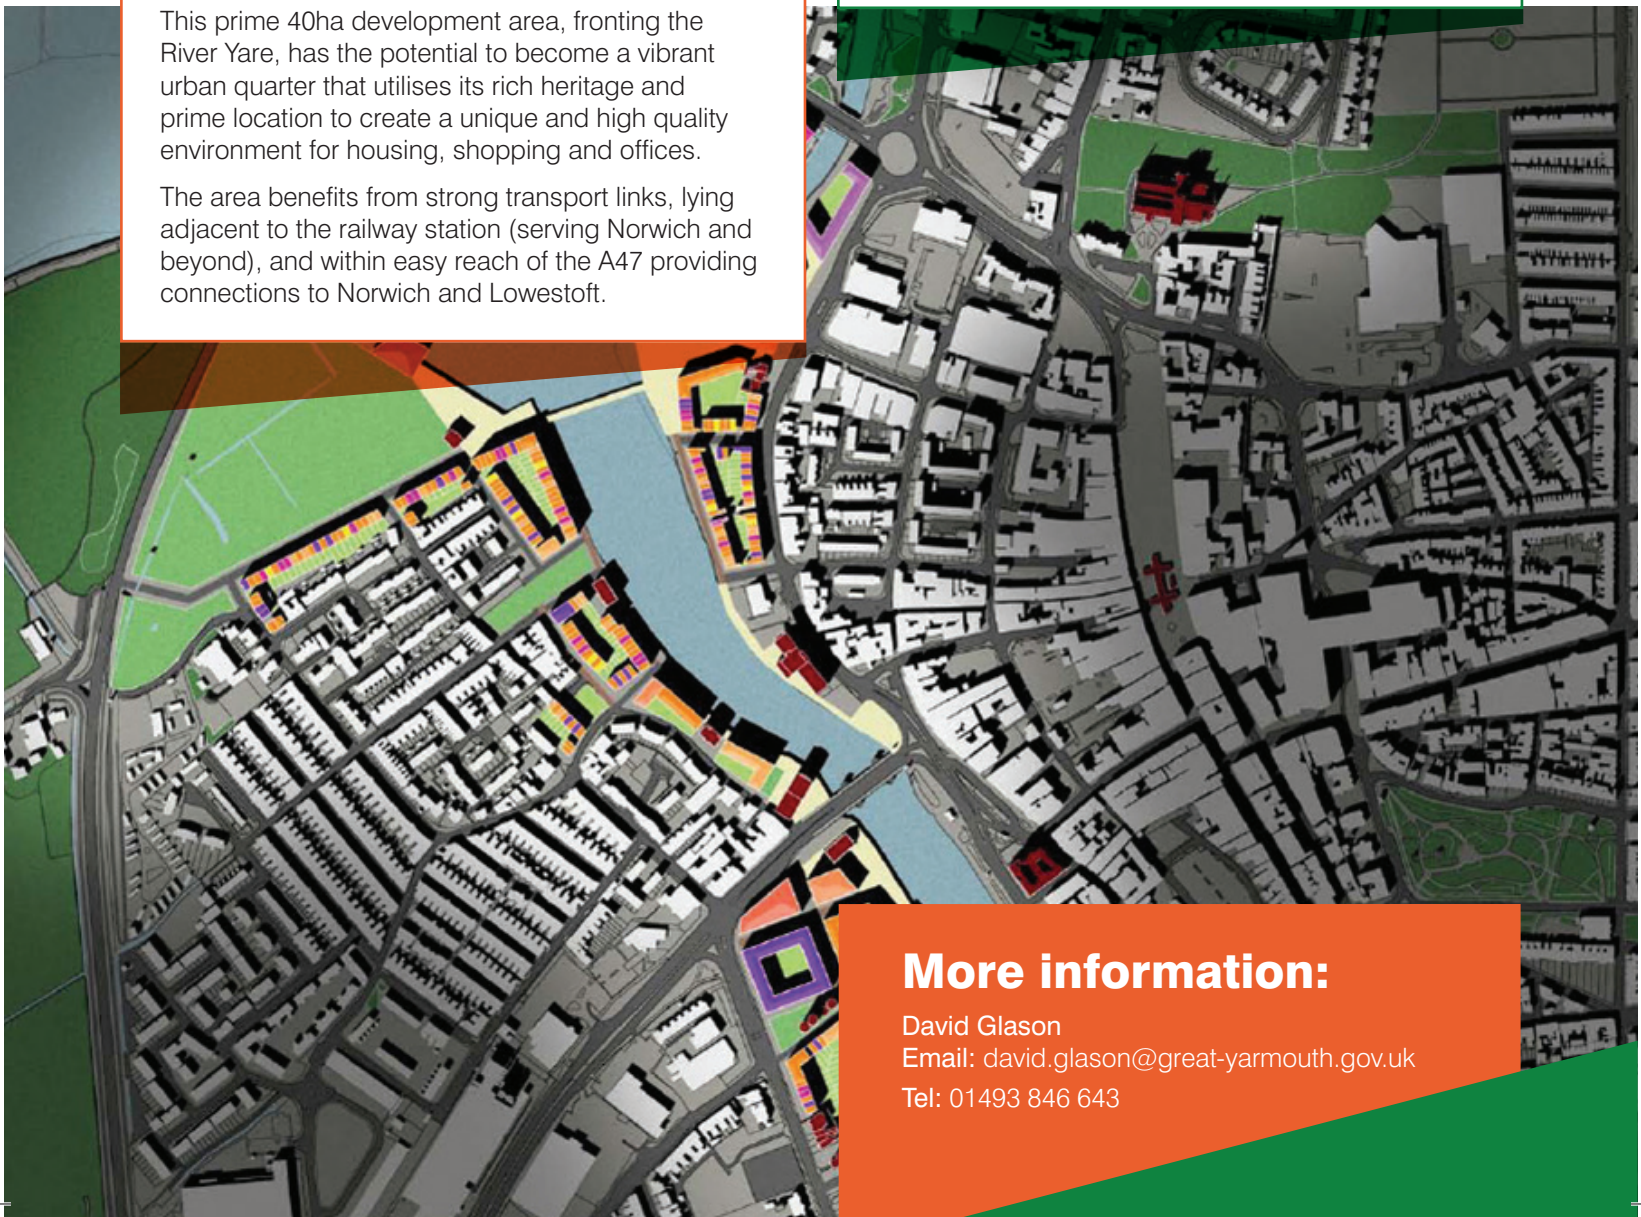 This prime 40ha development area, fronting the
River Yare, has the potential to become a vibrant
urban quarter that utilises its rich heritage and
prime location to create a unique and high quality
environment for housing, shopping and offices.
The area benefits from strong transport links, lying
adjacent to the railway station (serving Norwich and
beyond), and within easy reach of the A47 providing
connections to Norwich and Lowestoft.
More information:
David Glason
Email: david.glason@great-yarmouth.gov.uk
Tel: 01493 846 643